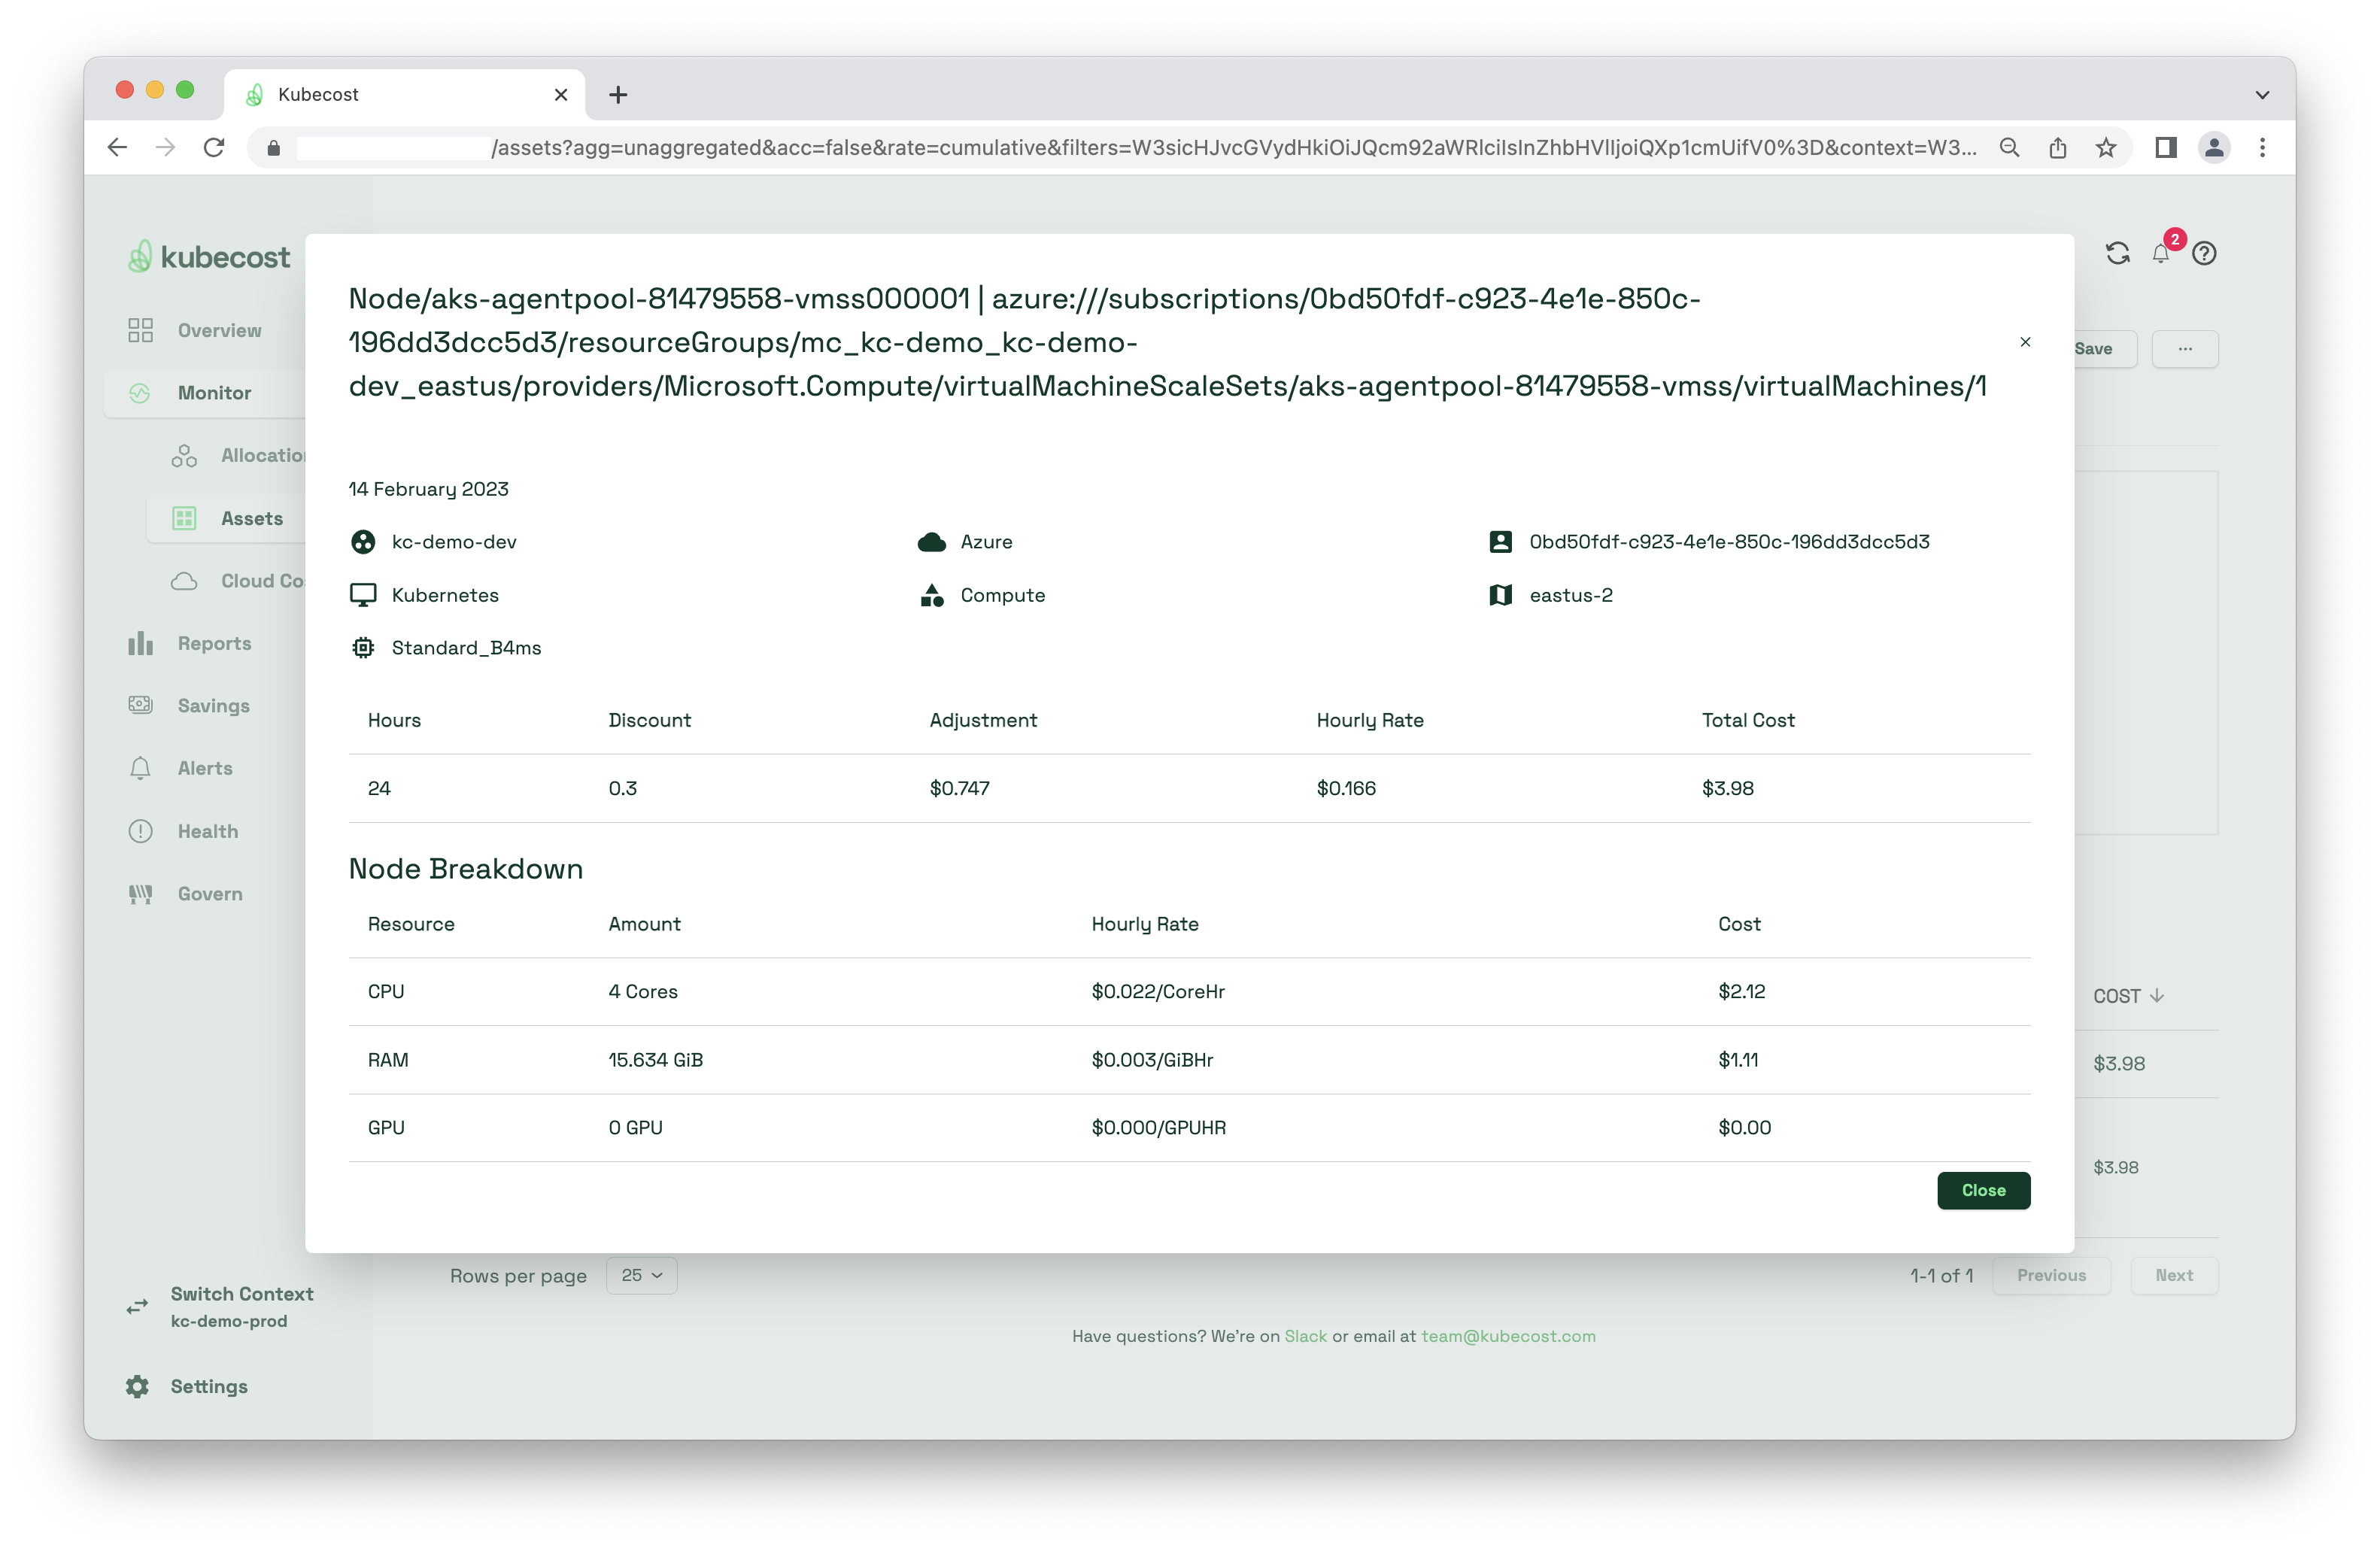 Kubecost
/assets?agg=unaggregated&acc=false&rate=cumulative&filters=W3sicHJvcGVydHkiOiJQcm92aWRlciIsInZhbHVlIjoiQXp1cmUifV0%3D&context=W3...
kubecost
2
Overview
Monitor
Allocation
Assets
Cloud Co
Reports
Savings
Alerts
Health
Govern
Switch Context
kc-demo-prod
Settings
Save
...
Node/aks-agentpool-81479558-vmss000001 | azure:///subscriptions/0bd50fdf-c923-4e1e-850c-
196dd3dcc5d3/resourceGroups/mc_kc-demo_kc-demo-
dev_eastus/providers/Microsoft.Compute/virtualMachineScaleSets/aks-agentpool-81479558-vmss/virtualMachines/1
14 February 2023
kc-demo-dev Azure 0bd50fdf-c923-4e1e-850c-196dd3dcc5d3
Kubernetes Compute eastus-2
Standard_B4ms
Hours Discount Adjustment Hourly Rate Total Cost
24 0.3 $0.747 $0.166 $3.98
Node Breakdown
Resource Amount Hourly Rate Cost
CPU 4 Cores $0.022/CoreHr $2.12
RAM 15.634 GiB $0.003/GiBHr $1.11
GPU 0 GPU $0.000/GPUHR $0.00
Close
COST
$3.98
$3.98
Rows per page 25 1-1 of 1 Previous Next
Have questions? We're on Slack or email at team@kubecost.com